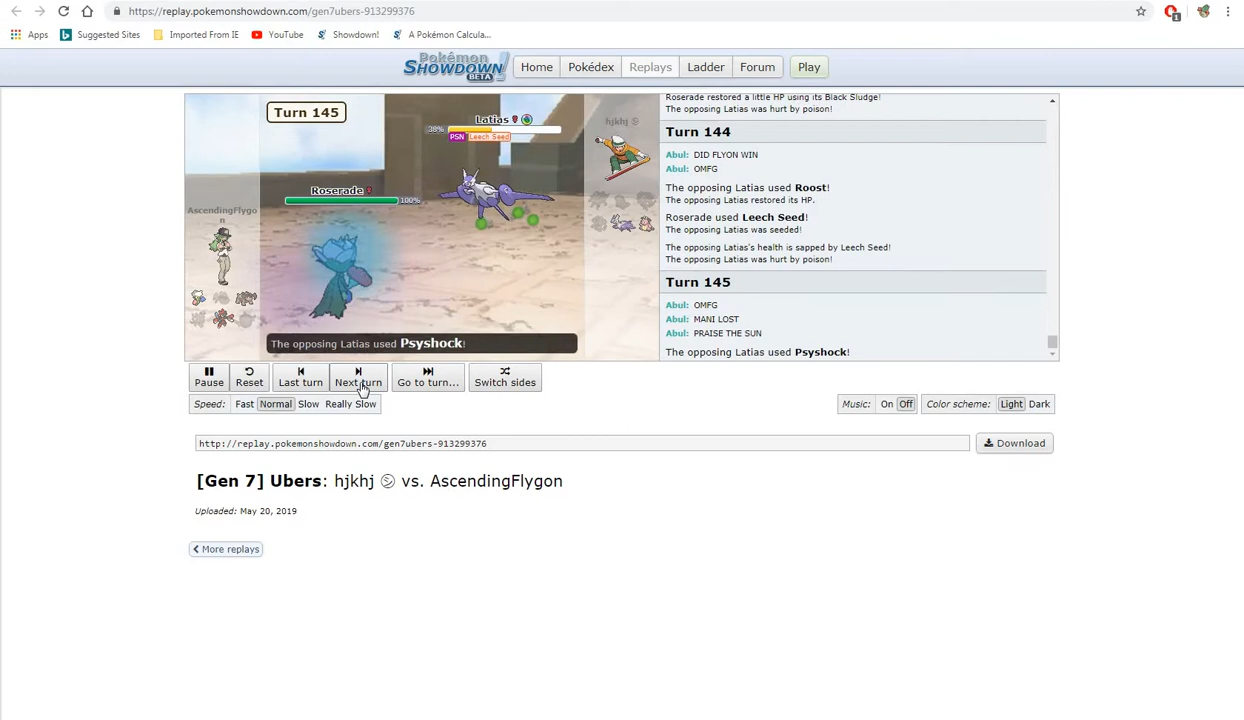 https://replay.pokemonshowdown.com/gen7ubers-913299376
Apps Suggested Sites Imported From IE YouTube Showdown! A Pokémon Calcula...
Pokémon
SHOWDOWN!
BETA
Home Pokédex Replays Ladder Forum Play
Turn 145
Latias
38%
PSN Leech Seed
hjkhj
Roserade
100%
AscendingFlygo
n
The opposing Latias used Psyshock!
Roserade restored a little HP using its Black Sludge!
The opposing Latias was hurt by poison!
Turn 144
Abul: DID FLYON WIN
Abul: OMFG
The opposing Latias used Roost!
The opposing Latias restored its HP.
Roserade used Leech Seed!
The opposing Latias was seeded!
The opposing Latias's health is sapped by Leech Seed!
The opposing Latias was hurt by poison!
Turn 145
Abul: OMFG
Abul: MANI LOST
Abul: PRAISE THE SUN
The opposing Latias used Psyshock!
Pause Reset Last turn Next turn Go to turn... Switch sides
Speed: Fast Normal Slow Really Slow
Music: On Off Color scheme: Light Dark
http://replay.pokemonshowdown.com/gen7ubers-913299376
Download
[Gen 7] Ubers: hjkhj ㋛ vs. AscendingFlygon
Uploaded: May 20, 2019
More replays